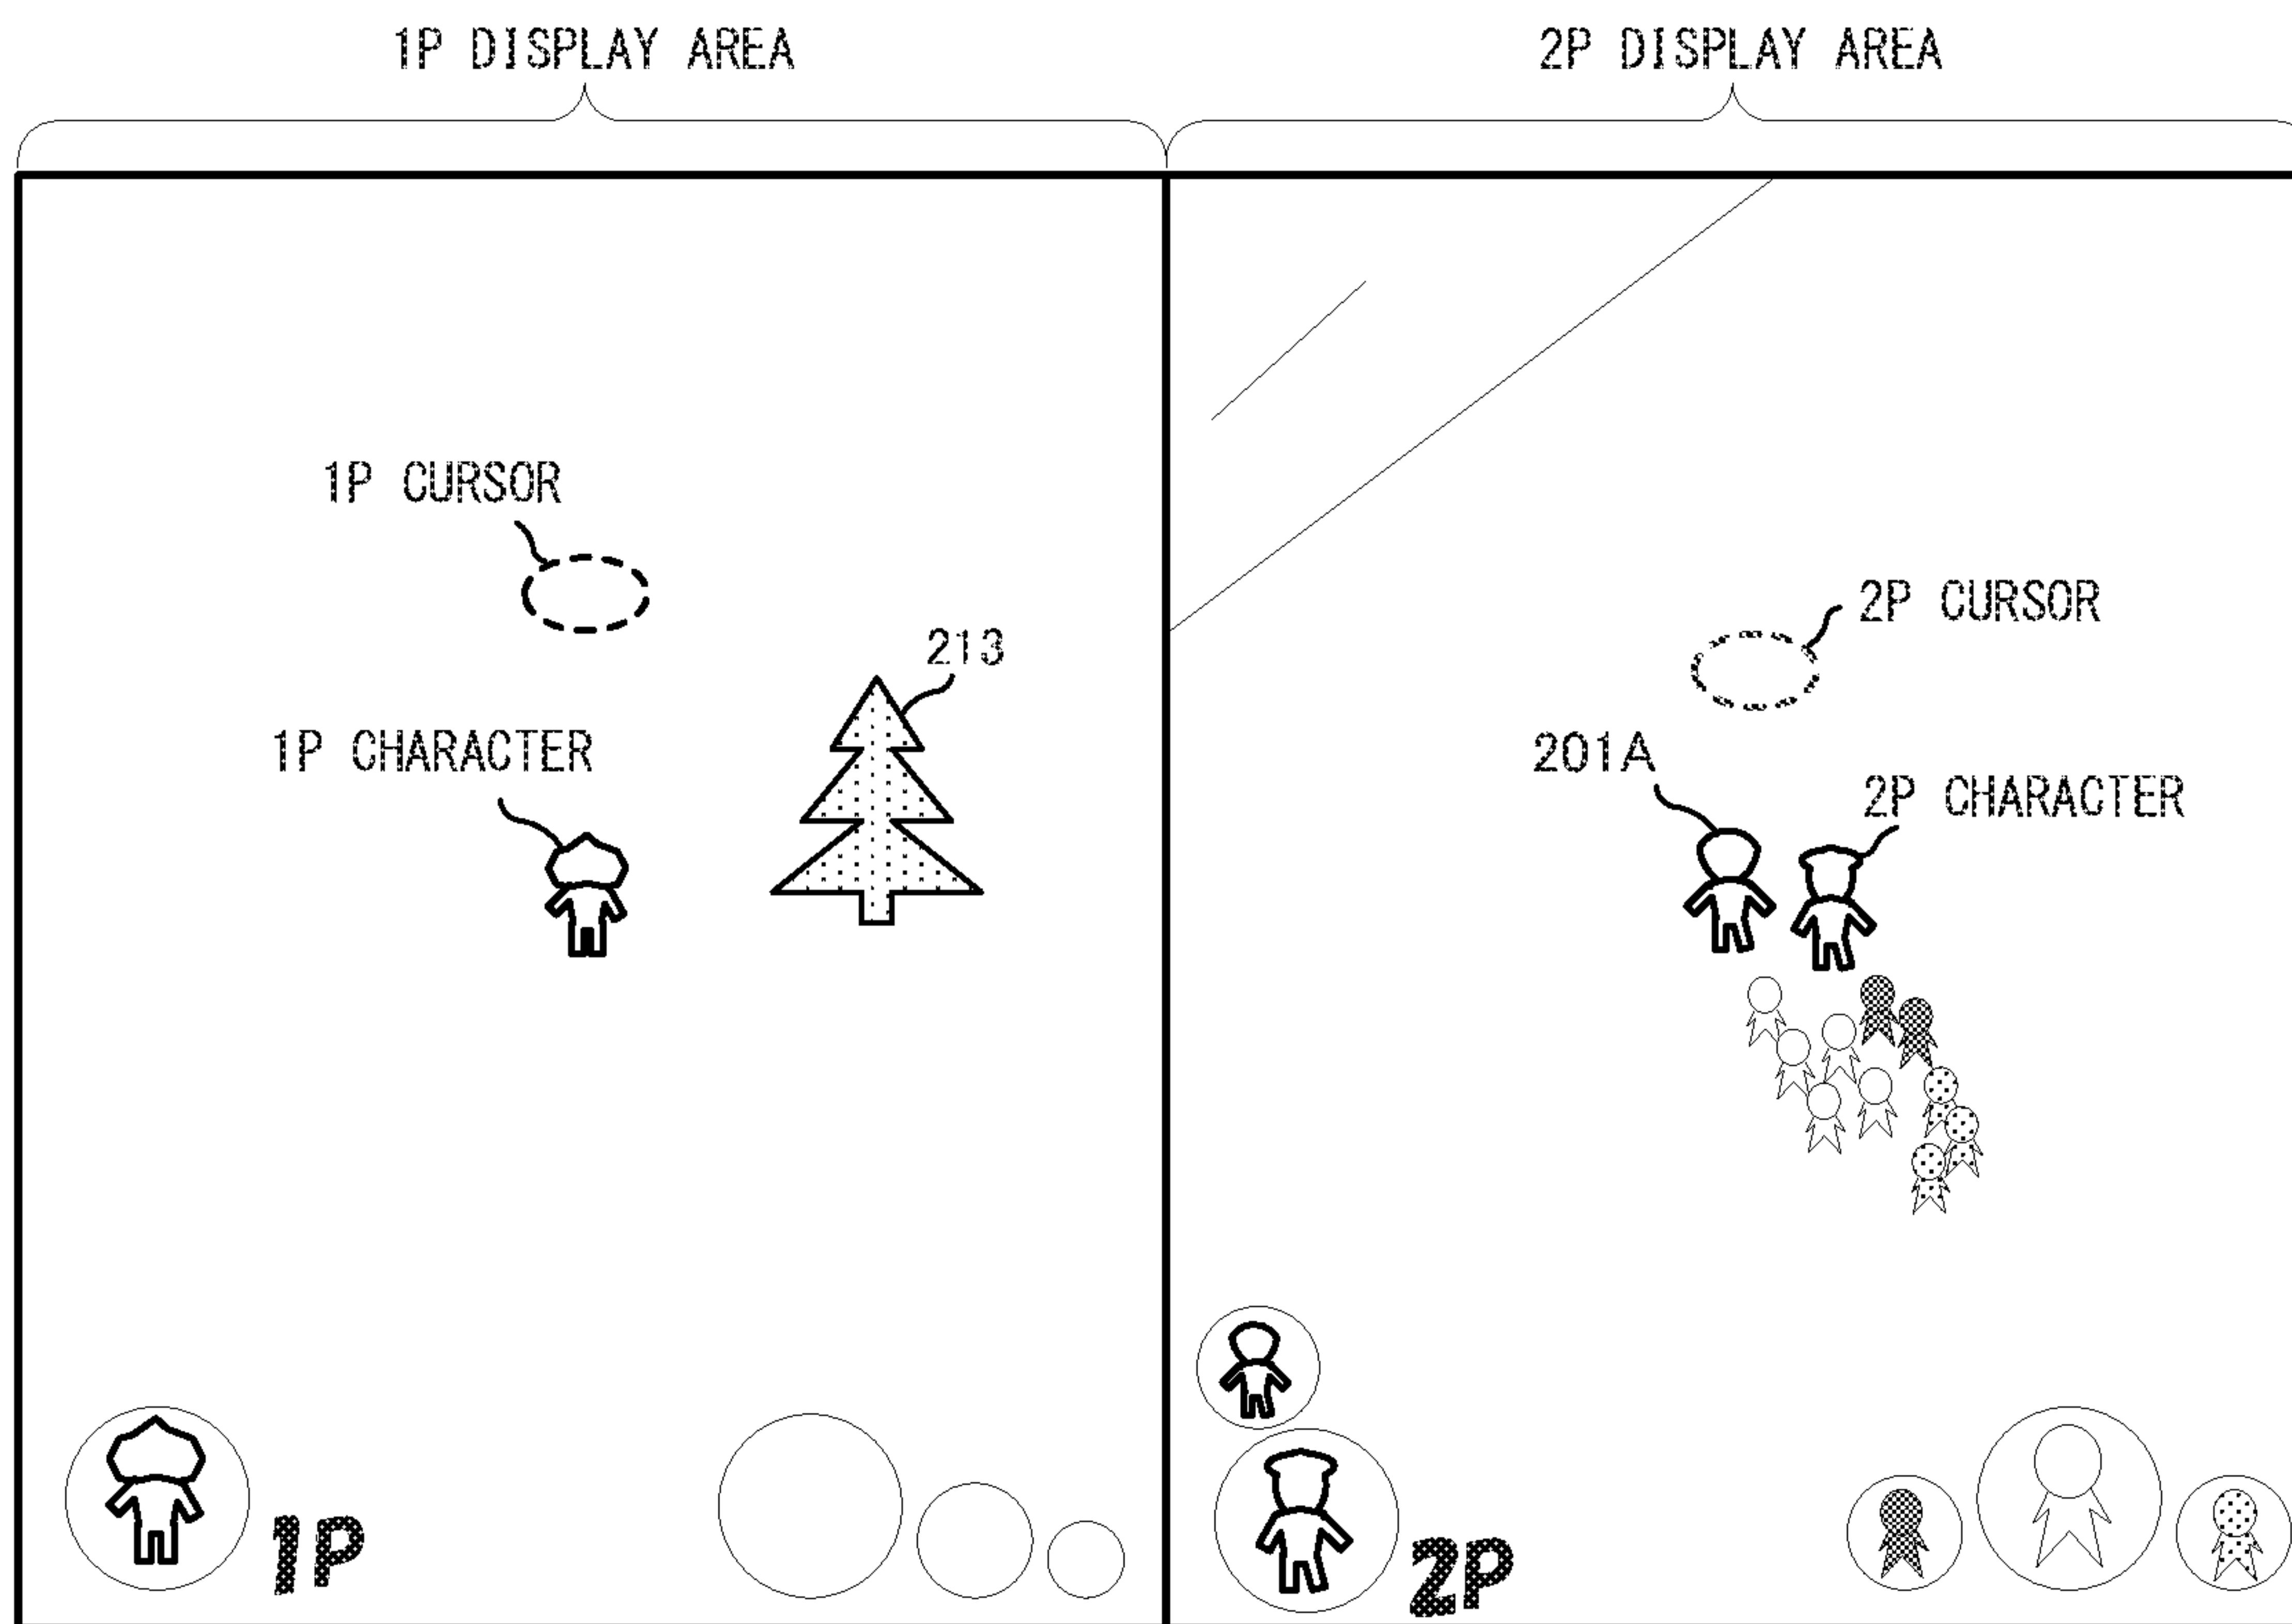 1P DISPLAY AREA
2P DISPLAY AREA
1P CURSOR
213
2P CURSOR
1P CHARACTER
201A
2P CHARACTER
1P
2P